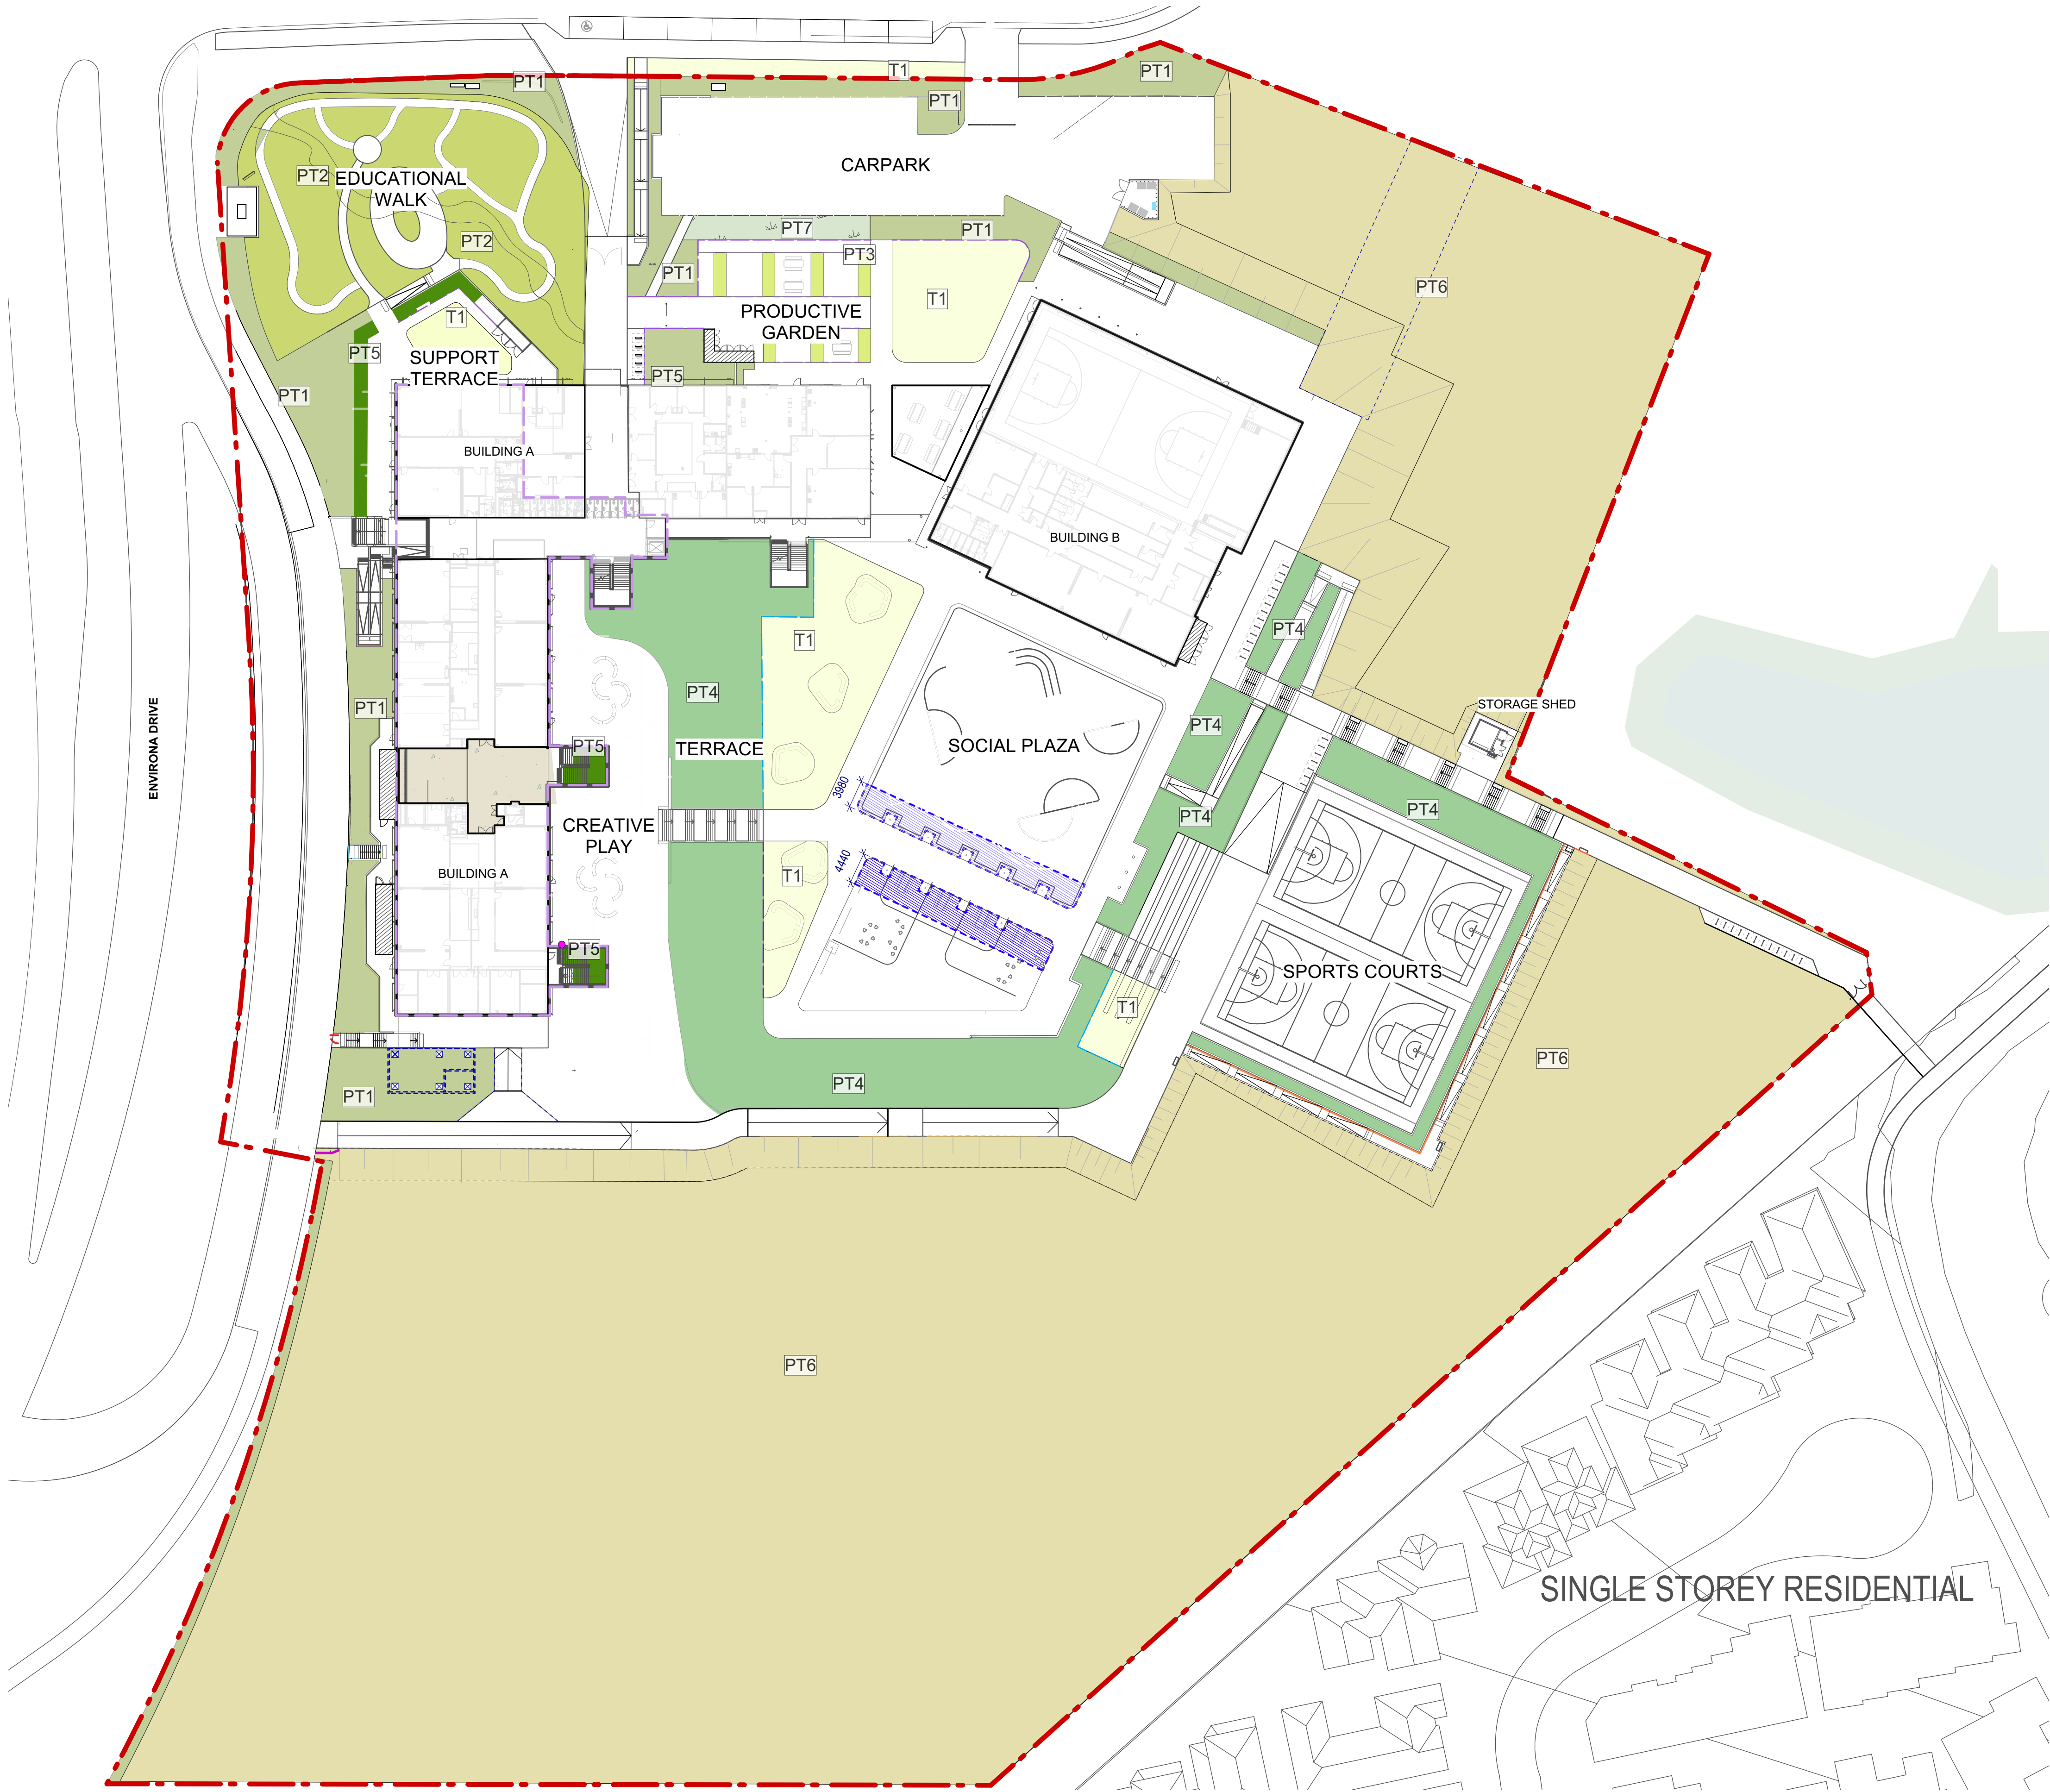 PT1
T1
PT1
PT1
CARPARK
PT2
EDUCATIONAL
WALK
PT2
PT7
PT1
PT3
PT1
T1
PT6
PRODUCTIVE
GARDEN
T1
PT5
SUPPORT
TERRACE
PT5
PT1
BUILDING A
BUILDING B
PT4
T1
PT4
PT1
ENVIRONA DRIVE
STORAGE SHED
PT4
PT5
TERRACE
SOCIAL PLAZA
3980
PT4
PT4
CREATIVE
PLAY
4440
T1
BUILDING A
PT5
SPORTS COURTS
T1
PT6
PT4
PT1
PT6
SINGLE STOREY RESIDENTIAL